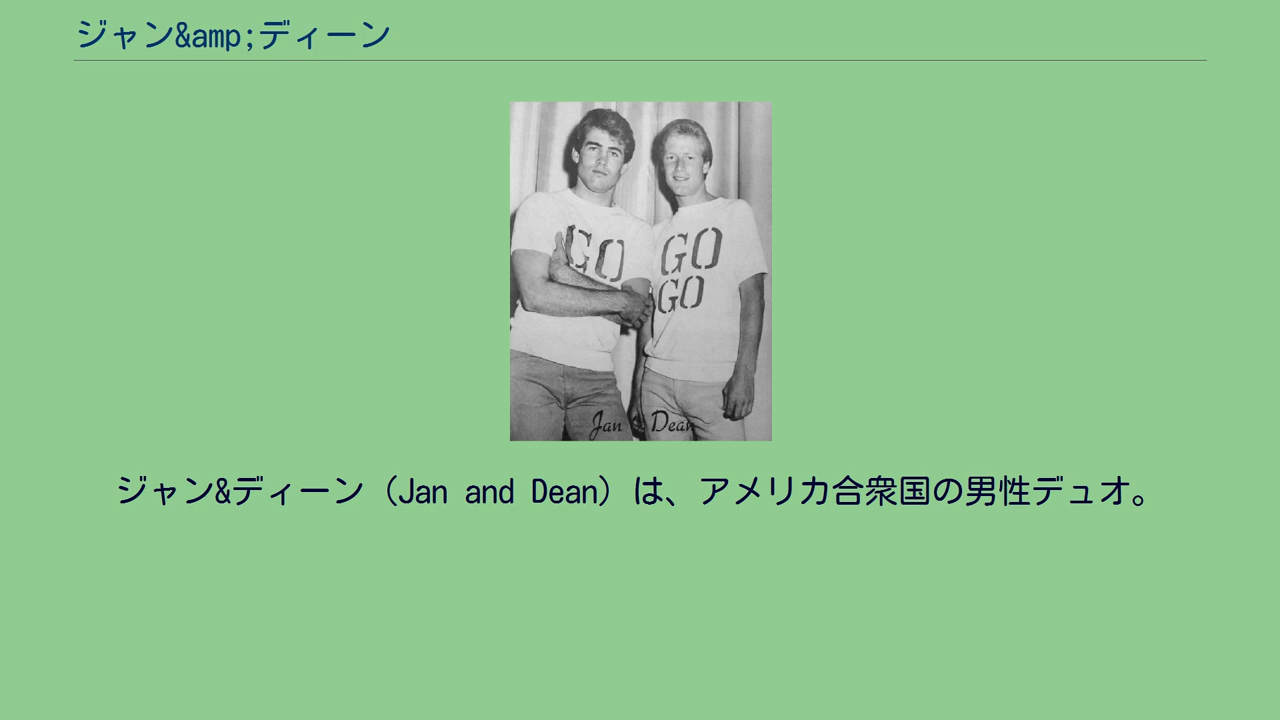 ジャン&amp;ディーン
GO
GO
GO
Jan & Dean
ジャン&ディーン（Jan and Dean）は、アメリカ合衆国の男性デュオ。